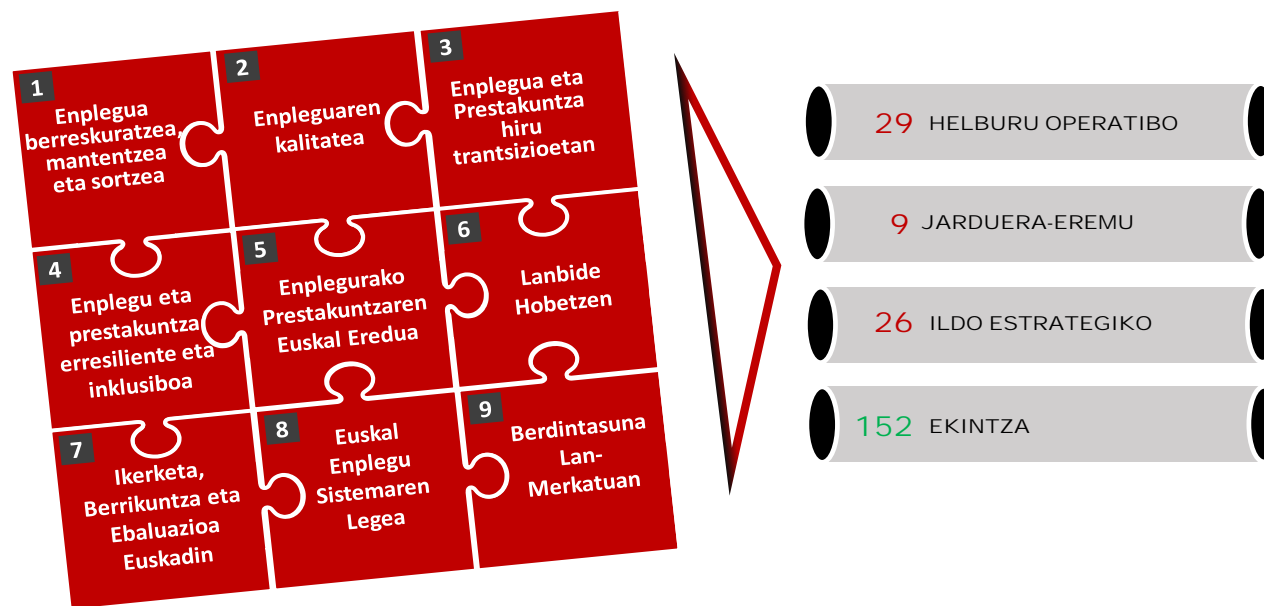 1
Enplegua
berreskuratzea,
mantentzea
eta sortzea
2
Enpleguaren
kalitatea
3
Enplegua eta
Prestakuntza
hiru
trantsizioetan
4
Enplegu eta
prestakuntza
erresiliente eta
inklusiboa
5
Enplegurako
Prestakuntzaren
Euskal Eredua
6
Lanbide
Hobetzen
7
Ikerketa,
Berrikuntza eta
Ebaluazioa
Euskadin
8
Euskal
Enplegu
Sistemaren
Legea
9
Berdintasuna
Lan-
Merkatuan
29 HELBURU OPERATIBO
9 JARDUERA-EREMU
26 ILDO ESTRATEGIKO
152 EKINTZA